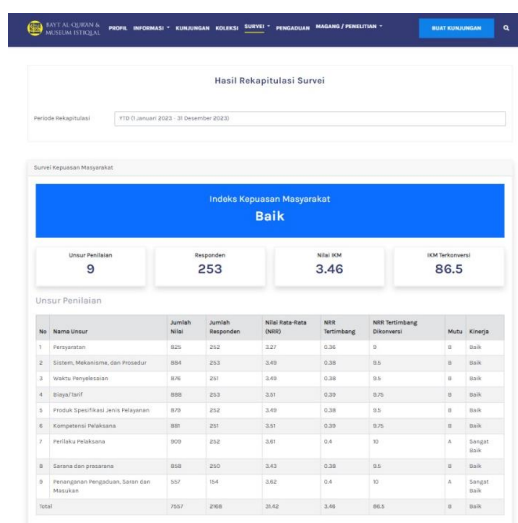 BAYT AL-QUR'AN &
MUSEUM ISTIQLAL
PROFIL INFORMASI KUNJUNGAN KOLEKSI SURVEI PENGADUAN MAGANG / PENELITIAN BUAT KUNJUNGAN
Hasil Rekapitulasi Survei
Periode Rekapitulasi YTD (1 Januari 2023 - 31 Desember 2023)
Survei Kepuasan Masyarakat
Indeks Kepuasan Masyarakat
Baik
Unsur Penilaian Responden Nilai IKM IKM Terkonversi
9 253 3.46 86.5
Unsur Penilaian
No Nama Unsur Jumlah Nilai Jumlah Responden Nilai Rata-Rata (NRR) NRR Tertimbang NRR Tertimbang Dikonversi Mutu Kinerja
1 Persyaratan 825 252 3.27 0.36 9 B Baik
2 Sistem, Mekanisme, dan Prosedur 884 253 3.49 0.38 9.5 B Baik
3 Waktu Penyelesaian 876 251 3.49 0.38 9.5 B Baik
4 Biaya/Tarif 888 253 3.51 0.39 9.75 B Baik
5 Produk Spesifikasi Jenis Pelayanan 879 252 3.49 0.38 9.5 B Baik
6 Kompetensi Pelaksana 881 251 3.51 0.39 9.75 B Baik
7 Perilaku Pelaksana 909 252 3.61 0.4 10 A Sangat Baik
8 Sarana dan prasarana 858 250 3.43 0.38 9.5 B Baik
9 Penanganan Pengaduan, Saran dan Masukan 557 154 3.62 0.4 10 A Sangat Baik
Total 7557 2168 31.42 3.46 86.5 B Baik